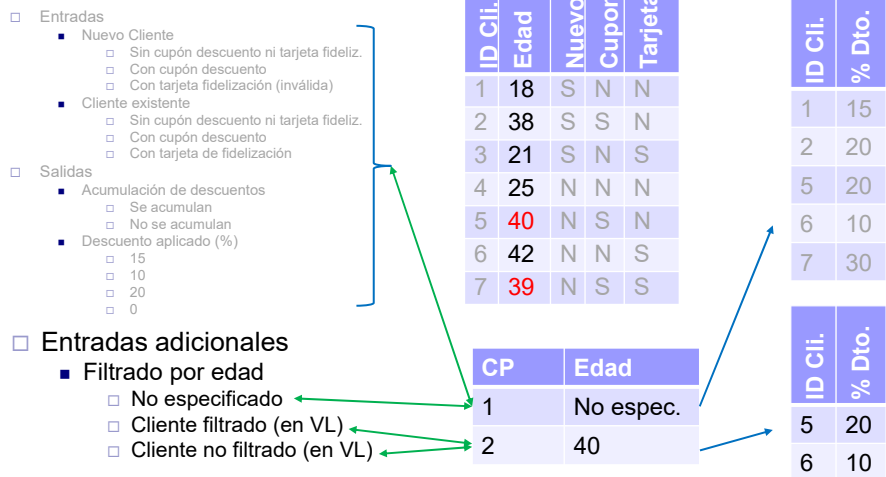 Entradas
Nuevo Cliente
Sin cupón descuento ni tarjeta fideliz.
Con cupón descuento
Con tarjeta fidelización (inválida)
Cliente existente
Sin cupón descuento ni tarjeta fideliz.
Con cupón descuento
Con tarjeta de fidelización
Salidas
Acumulación de descuentos
Se acumulan
No se acumulan
Descuento aplicado (%)
15
10
20
0
Entradas adicionales
Filtrado por edad
No especificado
Cliente filtrado (en VL)
Cliente no filtrado (en VL)
ID Cli. Edad Nuevo Cupon Tarjeta
1 18 S N N
2 38 S S N
3 21 S N S
4 25 N N N
5 40 N S N
6 42 N N S
7 39 N S S
CP Edad
1 No espec.
2 40
ID Cli. % Dto.
1 15
2 20
5 20
6 10
7 30
ID Cli. % Dto.
5 20
6 10